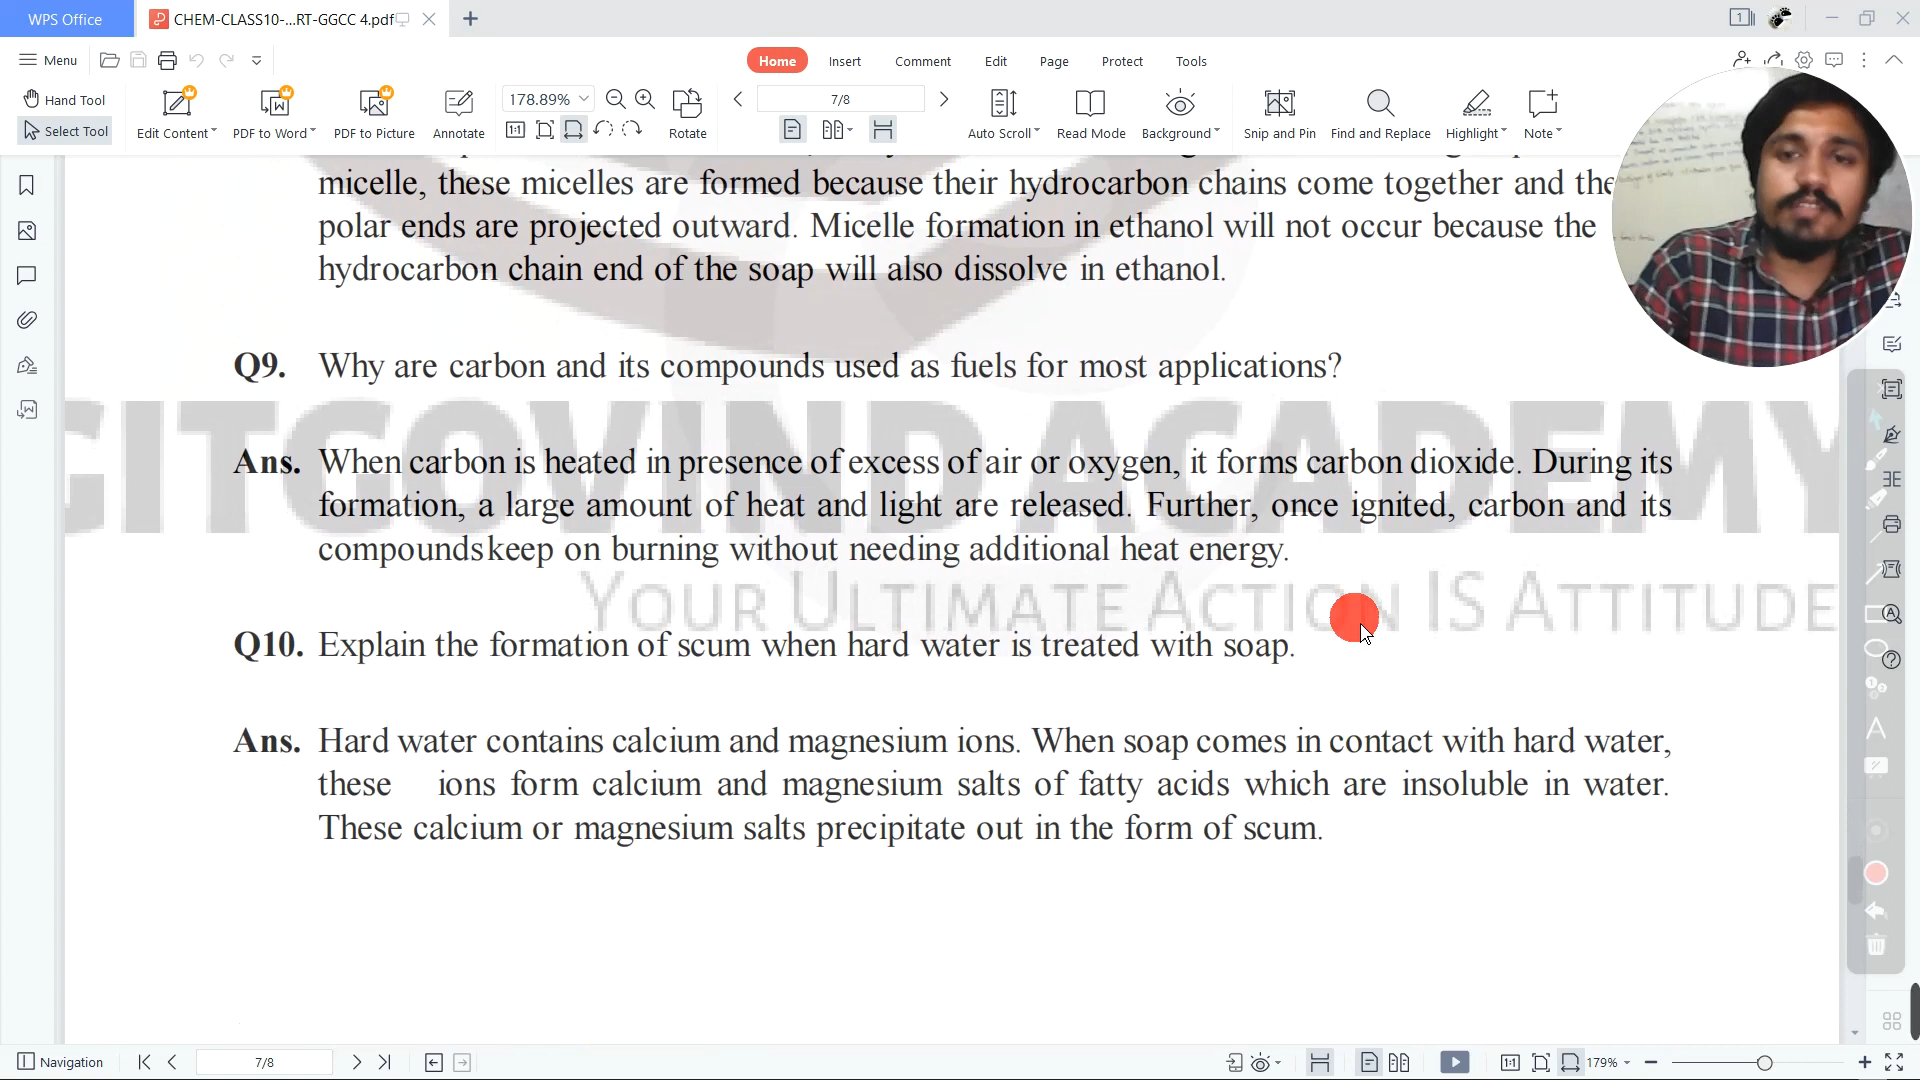 WPS Office
CHEM-CLASS10-...RT-GGCC 4.pdf
1
Menu
Home Insert Comment Edit Page Protect Tools
Hand Tool
Select Tool
Edit Content
PDF to Word
PDF to Picture
Annotate
178.89%
1:1
Rotate
7/8
Auto Scroll
Read Mode
Background
Snip and Pin
Find and Replace
Highlight
Note
micelle, these micelles are formed because their hydrocarbon chains come together and the
polar ends are projected outward. Micelle formation in ethanol will not occur because the
hydrocarbon chain end of the soap will also dissolve in ethanol.
Q9. Why are carbon and its compounds used as fuels for most applications?
GITGOVIND ACADEMY
Ans. When carbon is heated in presence of excess of air or oxygen, it forms carbon dioxide. During its
formation, a large amount of heat and light are released. Further, once ignited, carbon and its
compounds keep on burning without needing additional heat energy.
YOUR ULTIMATE ACTION IS ATTITUDE
Q10. Explain the formation of scum when hard water is treated with soap.
Ans. Hard water contains calcium and magnesium ions. When soap comes in contact with hard water,
these ions form calcium and magnesium salts of fatty acids which are insoluble in water.
These calcium or magnesium salts precipitate out in the form of scum.
Navigation
7/8
1:1
179%